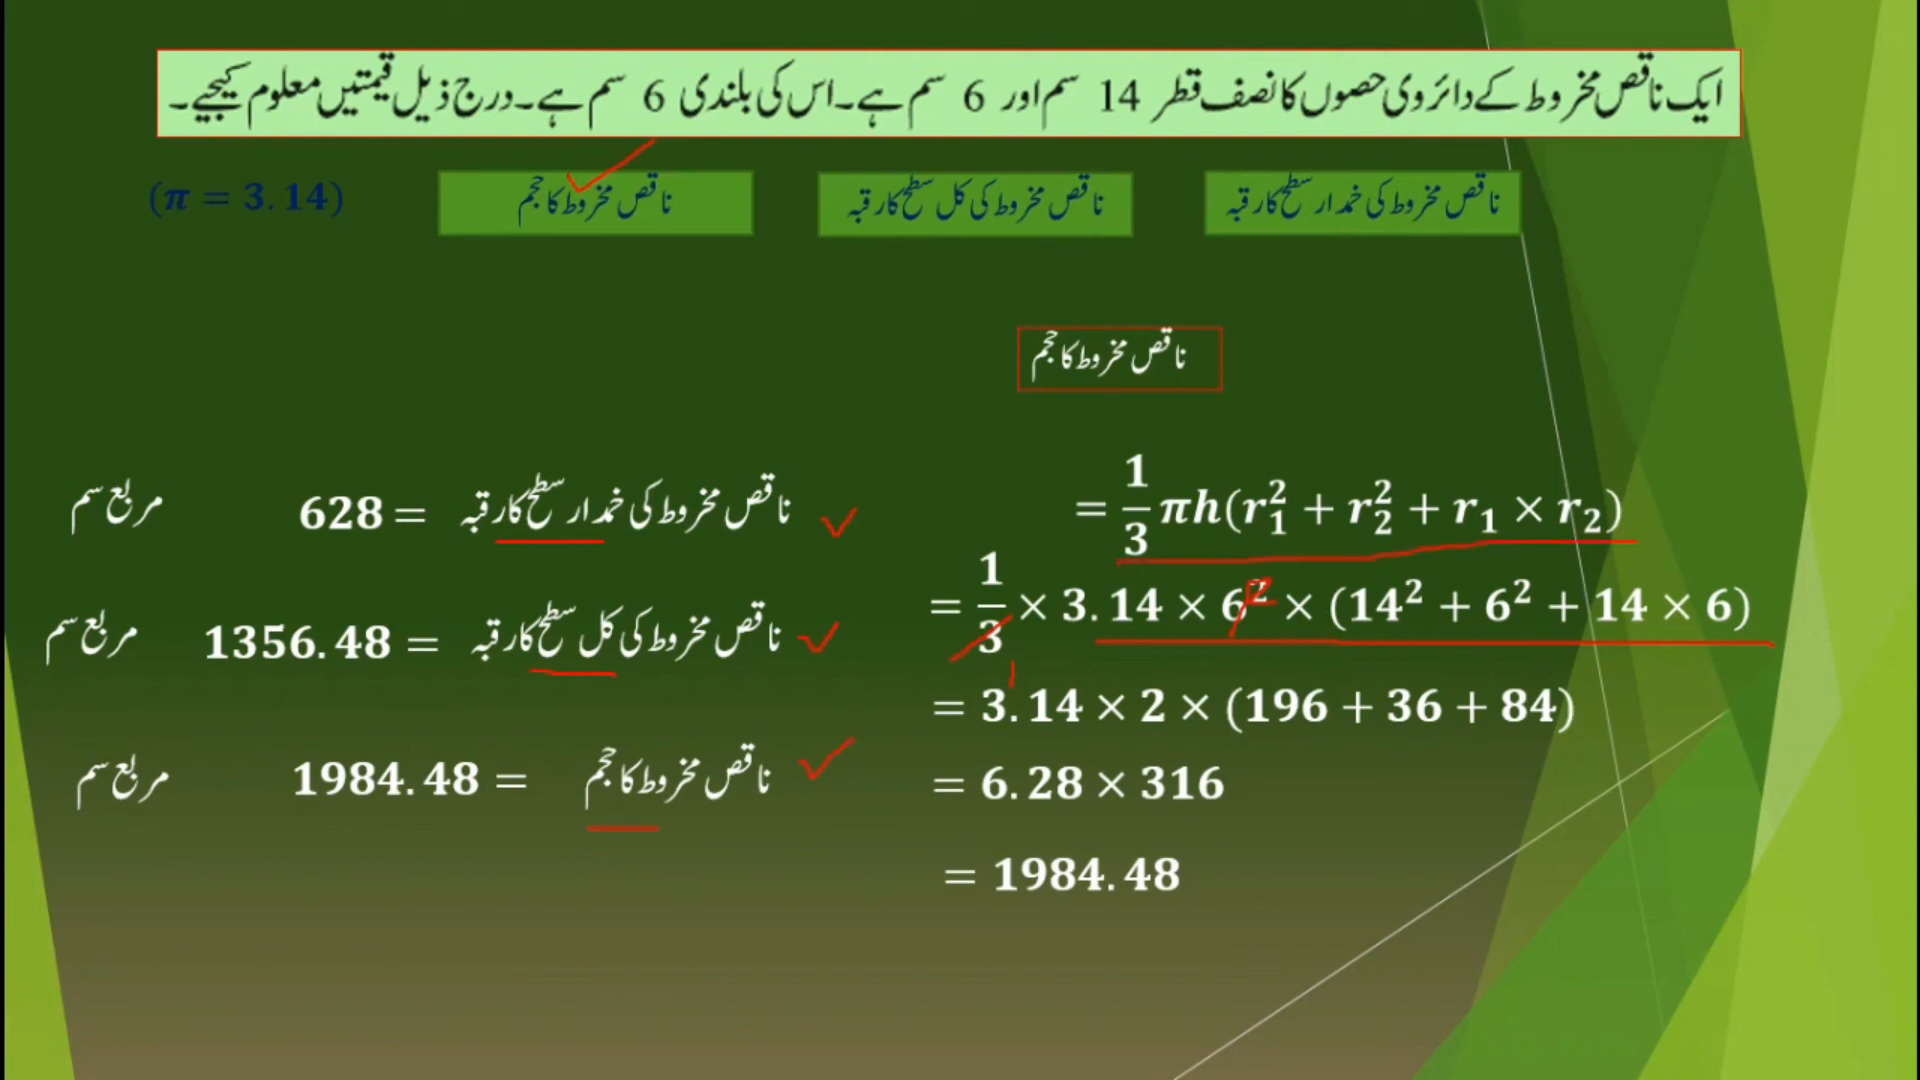 ایک ناقص مخروط کے دائروی حصوں کا نصف قطر 14 سم اور 6 سم ہے۔ اس کی بلندی 6 سم ہے۔ درج ذیل قیمتیں معلوم کیجیے۔
ناقص مخروط کی خمدار سطح کا رقبہ
ناقص مخروط کی کل سطح کا رقبہ
ناقص مخروط کا حجم
(π = 3.14)
ناقص مخروط کا حجم
= 1/3 πh(r₁² + r₂² + r₁ × r₂)
= 1/3 × 3.14 × 6² × (14² + 6² + 14 × 6)
= 3.14 × 2 × (196 + 36 + 84)
= 6.28 × 316
= 1984.48
ناقص مخروط کی خمدار سطح کا رقبہ = 628 مربع سم
ناقص مخروط کی کل سطح کا رقبہ = 1356.48 مربع سم
ناقص مخروط کا حجم = 1984.48 مربع سم